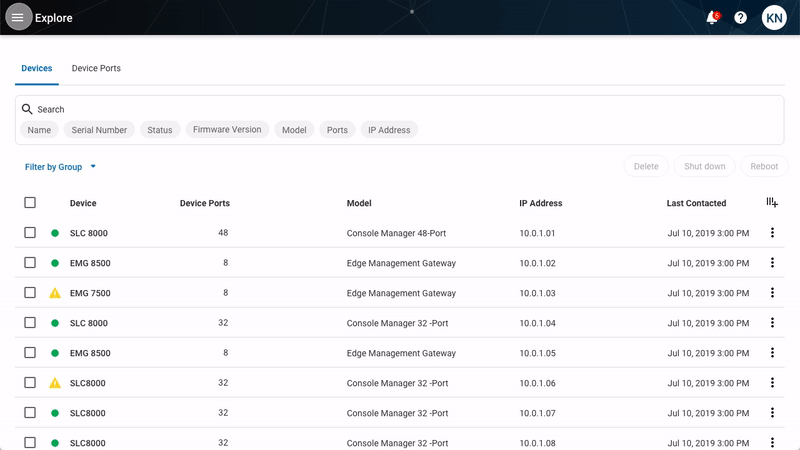 Explore
6
KN
Devices Device Ports
Search
Name Serial Number Status Firmware Version Model Ports IP Address
Filter by Group Delete Shut down Reboot
Device Device Ports Model IP Address Last Contacted
SLC 8000 48 Console Manager 48-Port 10.0.1.01 Jul 10, 2019 3:00 PM
EMG 8500 8 Edge Management Gateway 10.0.1.02 Jul 10, 2019 3:00 PM
EMG 7500 8 Edge Management Gateway 10.0.1.03 Jul 10, 2019 3:00 PM
SLC 8000 32 Console Manager 32 -Port 10.0.1.04 Jul 10, 2019 3:00 PM
EMG 8500 8 Edge Management Gateway 10.0.1.05 Jul 10, 2019 3:00 PM
SLC8000 32 Console Manager 32 -Port 10.0.1.06 Jul 10, 2019 3:00 PM
SLC8000 32 Console Manager 32 -Port 10.0.1.07 Jul 10, 2019 3:00 PM
SLC8000 32 Console Manager 32 -Port 10.0.1.08 Jul 10, 2019 3:00 PM